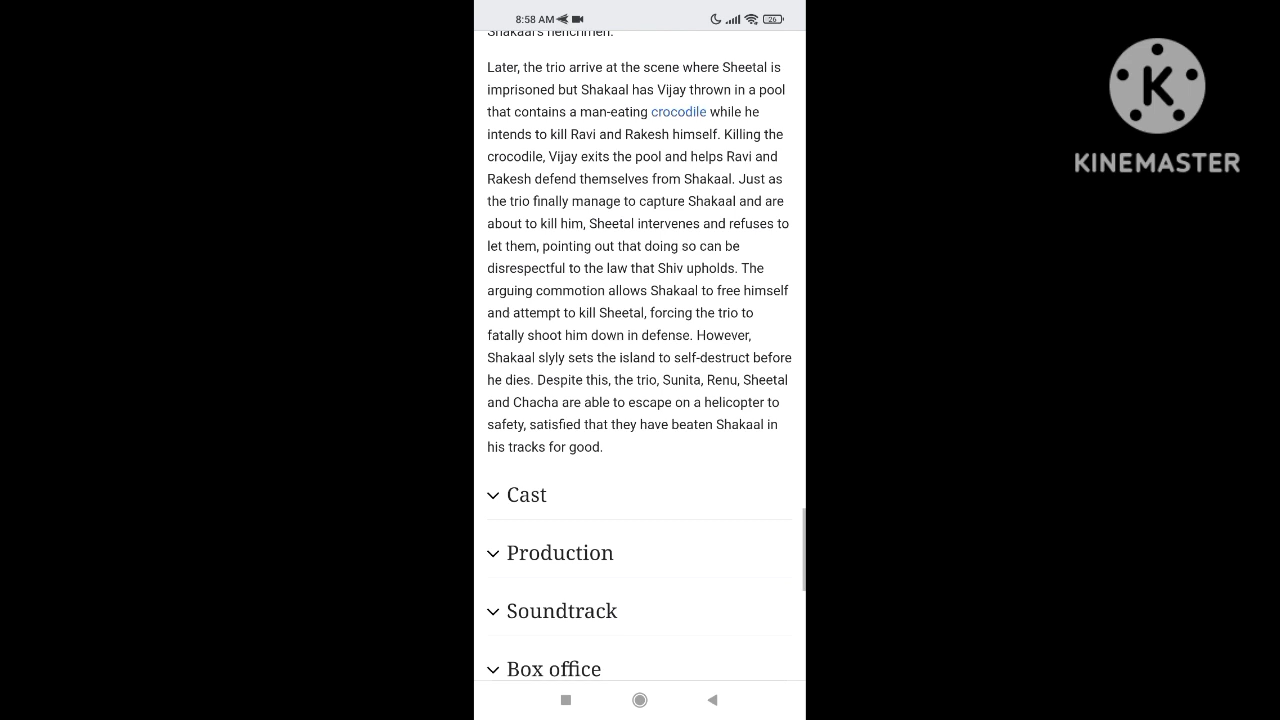 8:58 AM
26
Shakaal's henchmen.
Later, the trio arrive at the scene where Sheetal is
imprisoned but Shakaal has Vijay thrown in a pool
that contains a man-eating crocodile while he
intends to kill Ravi and Rakesh himself. Killing the
crocodile, Vijay exits the pool and helps Ravi and
Rakesh defend themselves from Shakaal. Just as
the trio finally manage to capture Shakaal and are
about to kill him, Sheetal intervenes and refuses to
let them, pointing out that doing so can be
disrespectful to the law that Shiv upholds. The
arguing commotion allows Shakaal to free himself
and attempt to kill Sheetal, forcing the trio to
fatally shoot him down in defense. However,
Shakaal slyly sets the island to self-destruct before
he dies. Despite this, the trio, Sunita, Renu, Sheetal
and Chacha are able to escape on a helicopter to
safety, satisfied that they have beaten Shakaal in
his tracks for good.
Cast
Production
Soundtrack
Box office
K
KINEMASTER